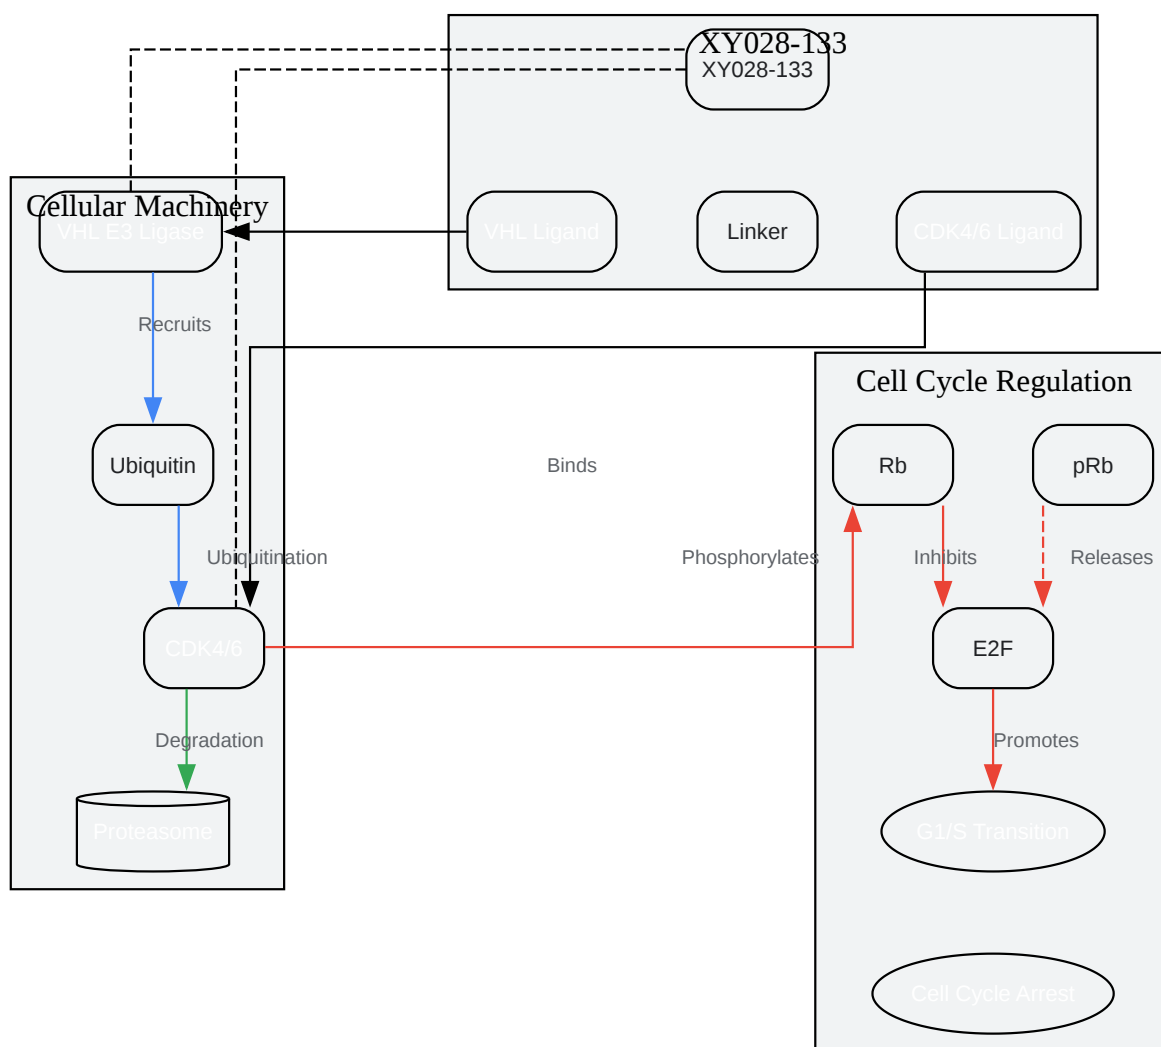 XY028-133
XY028-133
Cellular Machinery
VHL E3 Ligase
VHL Ligand
Linker
CDK4/6 Ligand
Recruits
Cell Cycle Regulation
Ubiquitin
Binds
Rb
pRb
Ubiquitination
Phosphorylates
Inhibits
Releases
CDK4/6
E2F
Degradation
Promotes
Proteasome
G1/S Transition
Cell Cycle Arrest